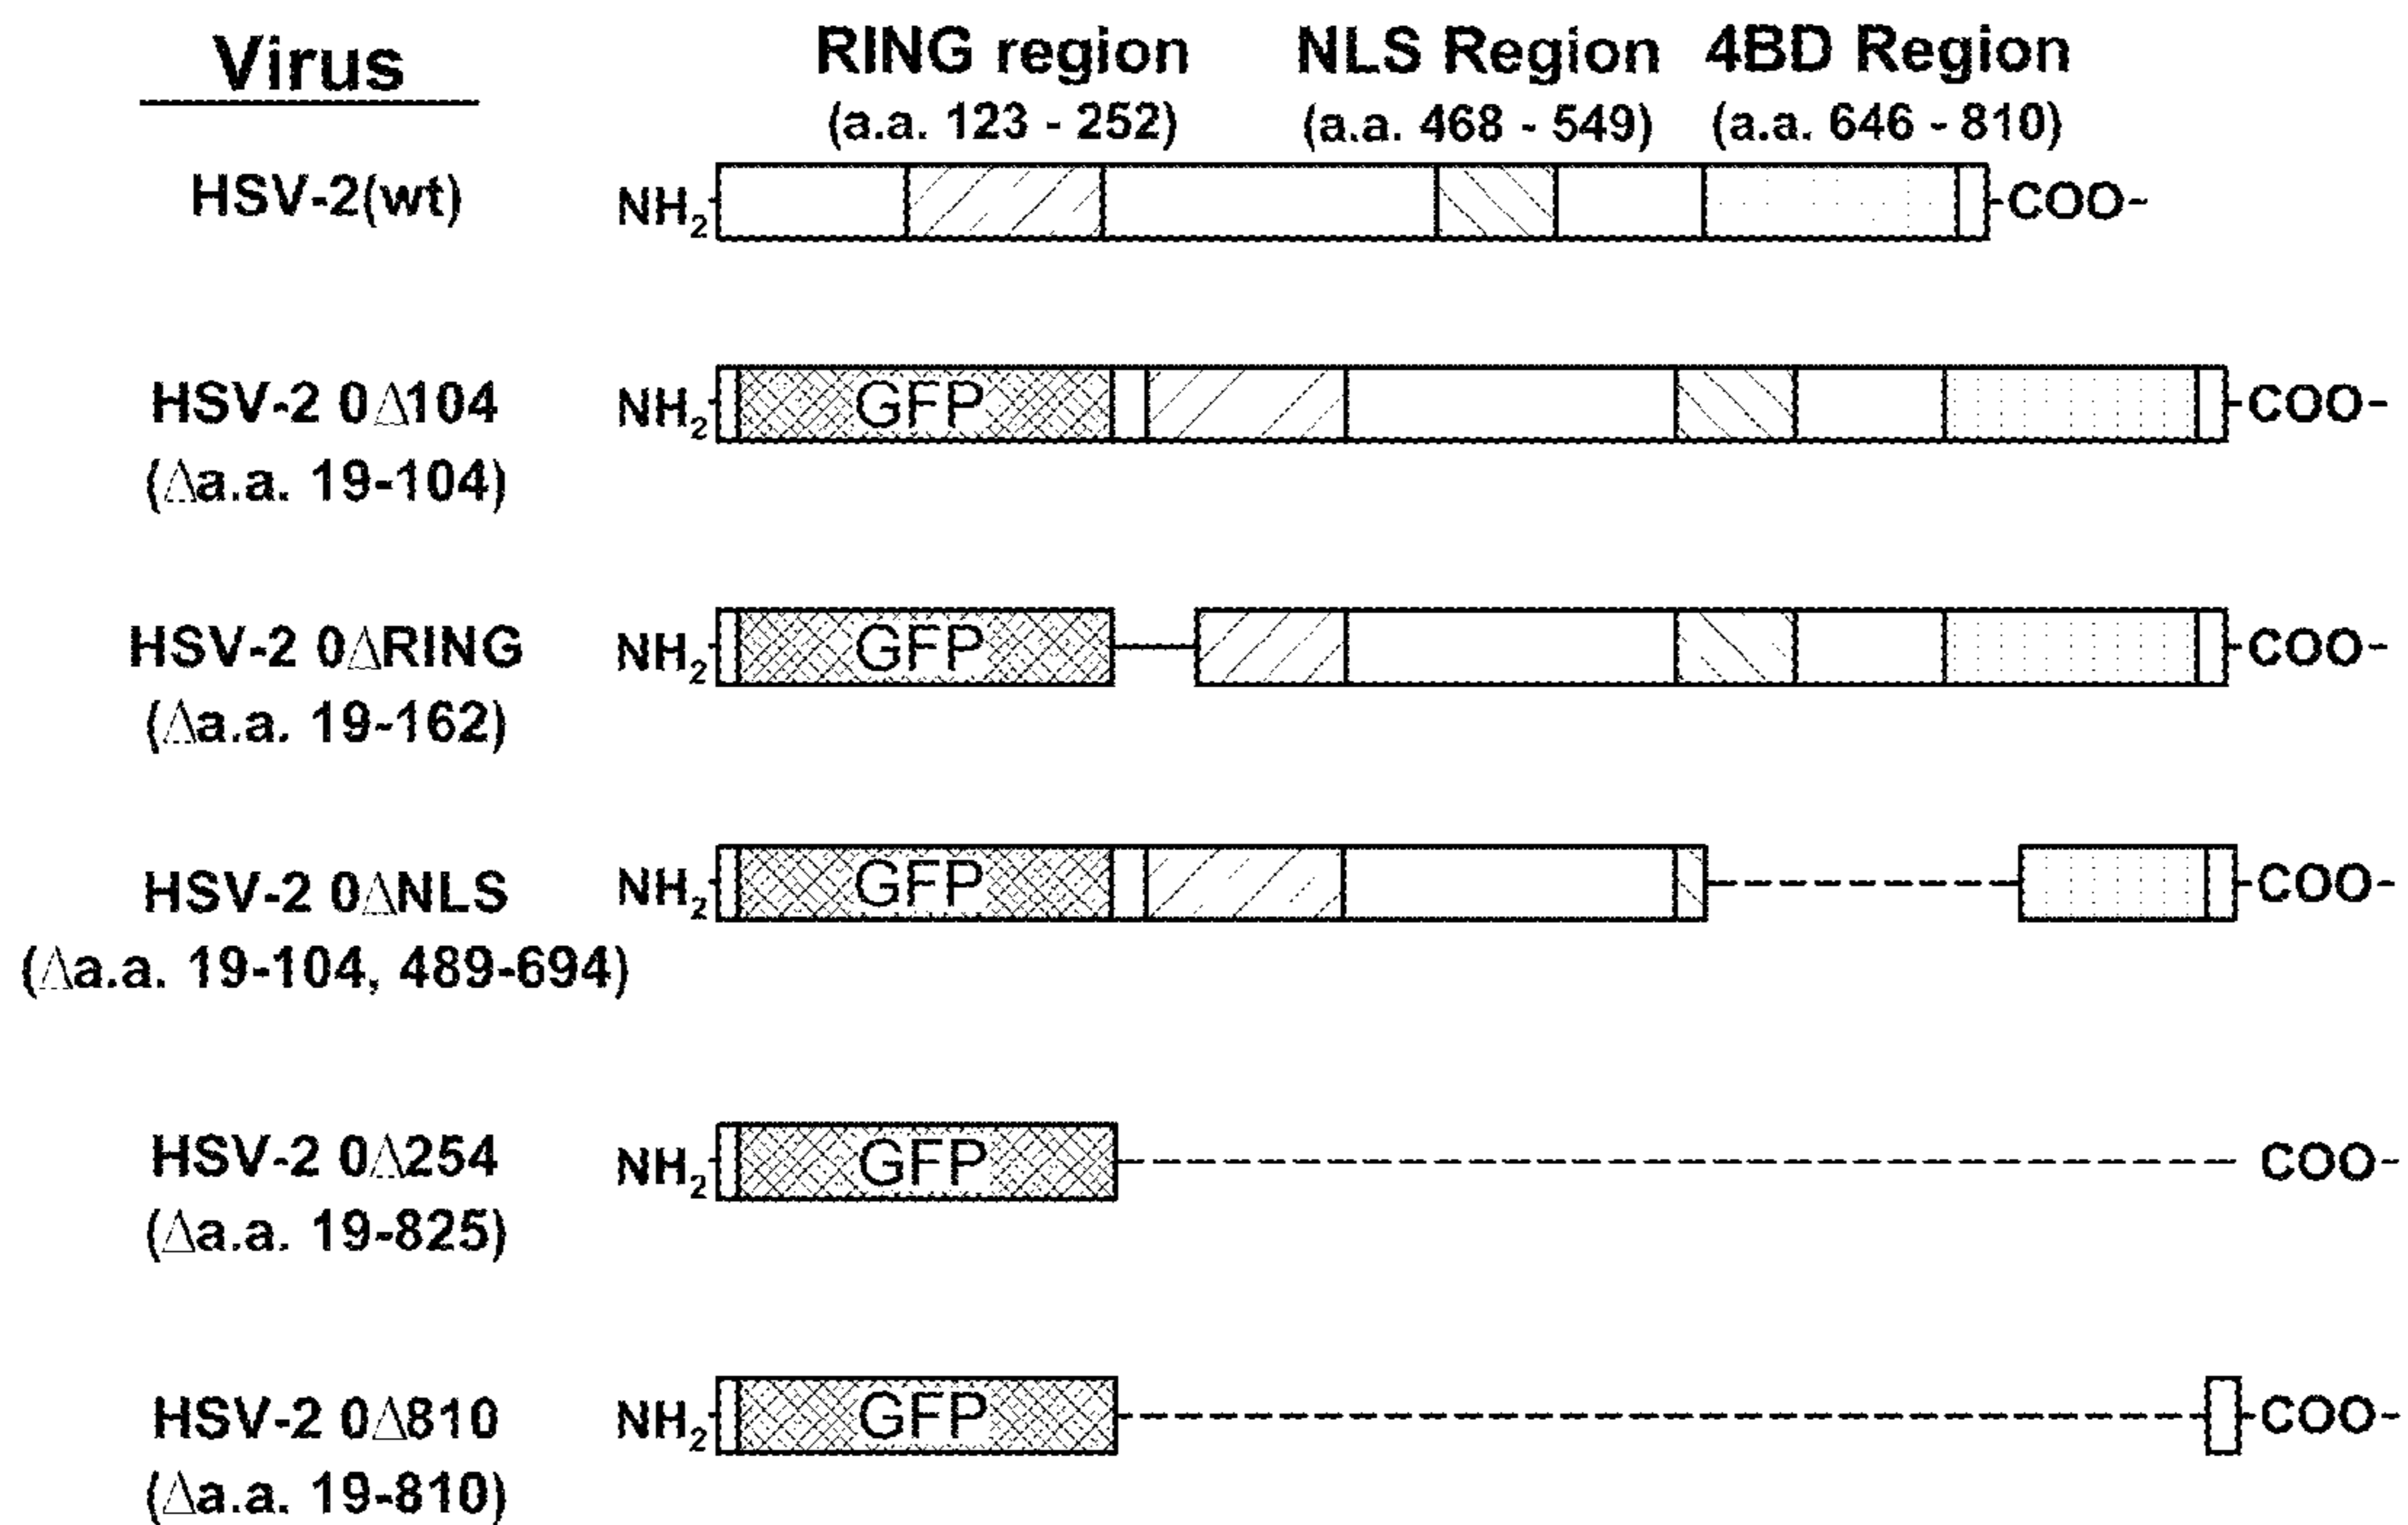 Virus RING region NLS Region 4BD Region
(a.a. 123 - 252) (a.a. 468 - 549) (a.a. 646 - 810)
HSV-2(wt) NH2 -COO-
HSV-2 0Δ104 NH2 GFP -COO-
(Δa.a. 19-104)
HSV-2 0ΔRING NH2 GFP -COO-
(Δa.a. 19-162)
HSV-2 0ΔNLS NH2 GFP -COO-
(Δa.a. 19-104, 489-694)
HSV-2 0Δ254 NH2 GFP COO-
(Δa.a. 19-825)
HSV-2 0Δ810 NH2 GFP -COO-
(Δa.a. 19-810)